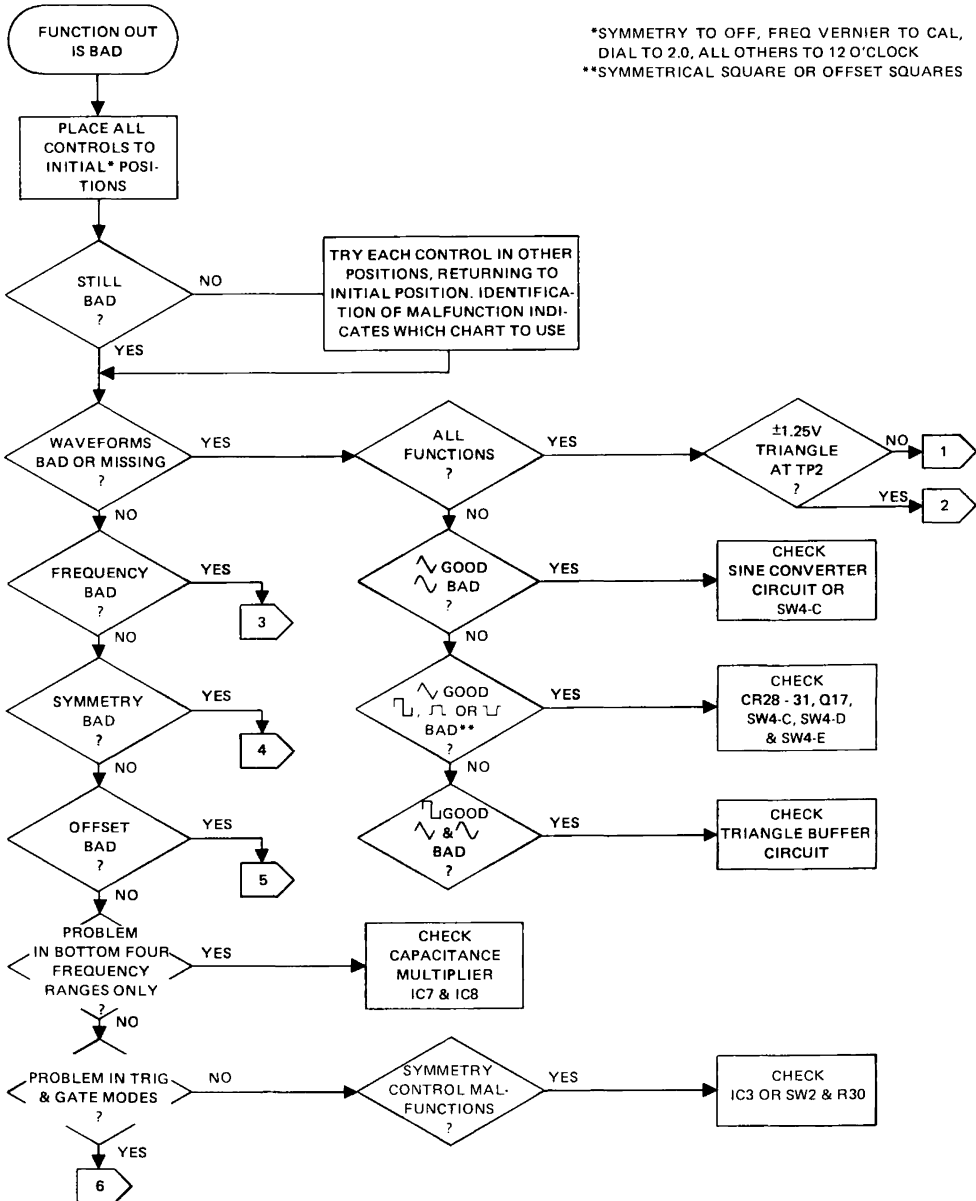 FUNCTION OUT
IS BAD
*SYMMETRY TO OFF, FREQ VERNIER TO CAL,
DIAL TO 2.0, ALL OTHERS TO 12 O'CLOCK
**SYMMETRICAL SQUARE OR OFFSET SQUARES
PLACE ALL
CONTROLS TO
INITIAL* POSI-
TIONS
STILL
BAD
?
NO
YES
TRY EACH CONTROL IN OTHER
POSITIONS, RETURNING TO
INITIAL POSITION. IDENTIFICA-
TION OF MALFUNCTION INDI-
CATES WHICH CHART TO USE
WAVEFORMS
BAD OR MISSING
?
YES
NO
ALL
FUNCTIONS
?
YES
NO
±1.25V
TRIANGLE
AT TP2
?
NO
1
YES
2
FREQUENCY
BAD
?
YES
3
NO
GOOD
BAD
?
YES
NO
CHECK
SINE CONVERTER
CIRCUIT OR
SW4-C
SYMMETRY
BAD
?
YES
4
NO
GOOD
, OR
BAD**
?
YES
NO
CHECK
CR28 - 31, Q17,
SW4-C, SW4-D
& SW4-E
OFFSET
BAD
?
YES
5
NO
GOOD
&
BAD
?
YES
CHECK
TRIANGLE BUFFER
CIRCUIT
PROBLEM
IN BOTTOM FOUR
FREQUENCY
RANGES ONLY
?
YES
NO
CHECK
CAPACITANCE
MULTIPLIER
IC7 & IC8
PROBLEM IN TRIG
& GATE MODES
?
NO
YES
6
SYMMETRY
CONTROL MAL-
FUNCTIONS
?
YES
CHECK
IC3 OR SW2 & R30